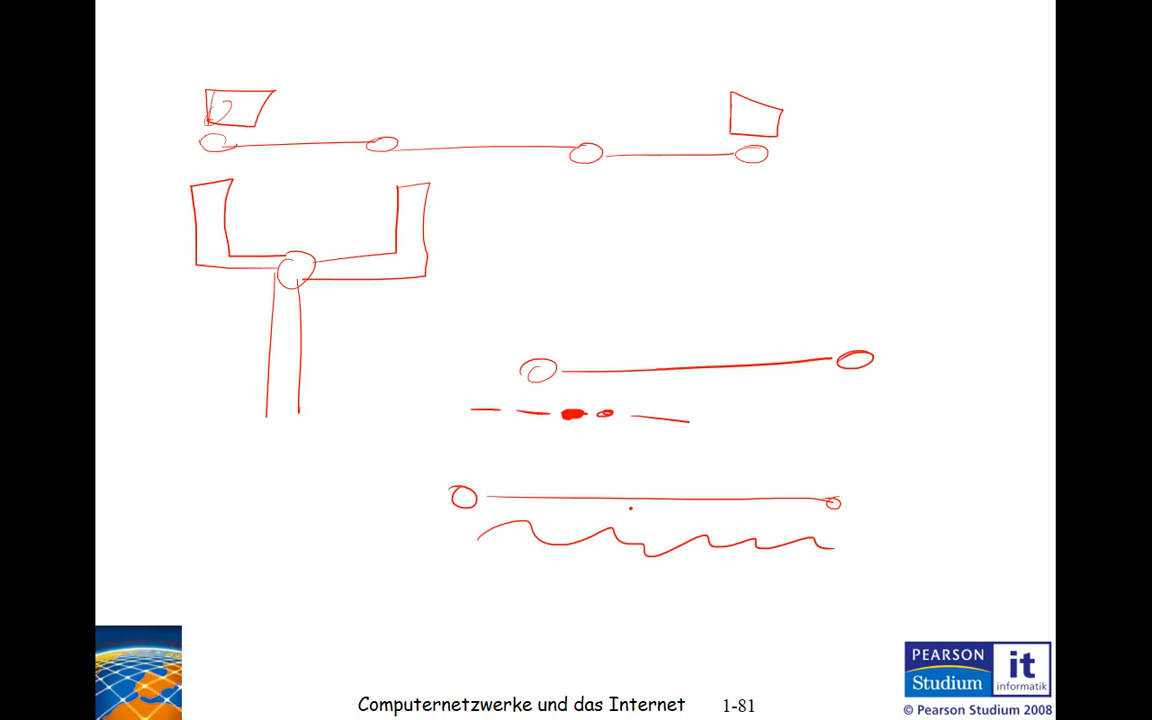 Computernetzwerke und das Internet 1-81
PEARSON
Studium
it
informatik
© Pearson Studium 2008